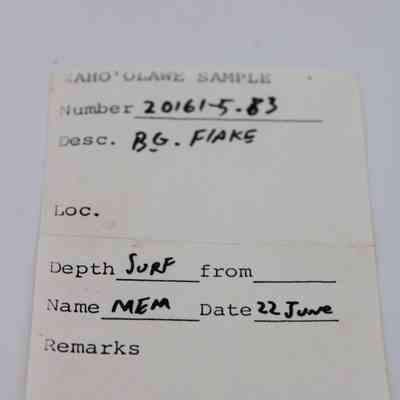 KAHO'OLAWE SAMPLE
Number 20161-5.83
Desc. B.G. FlAKE
Loc.
Depth SURF from
Name MEM Date 22 June
Remarks